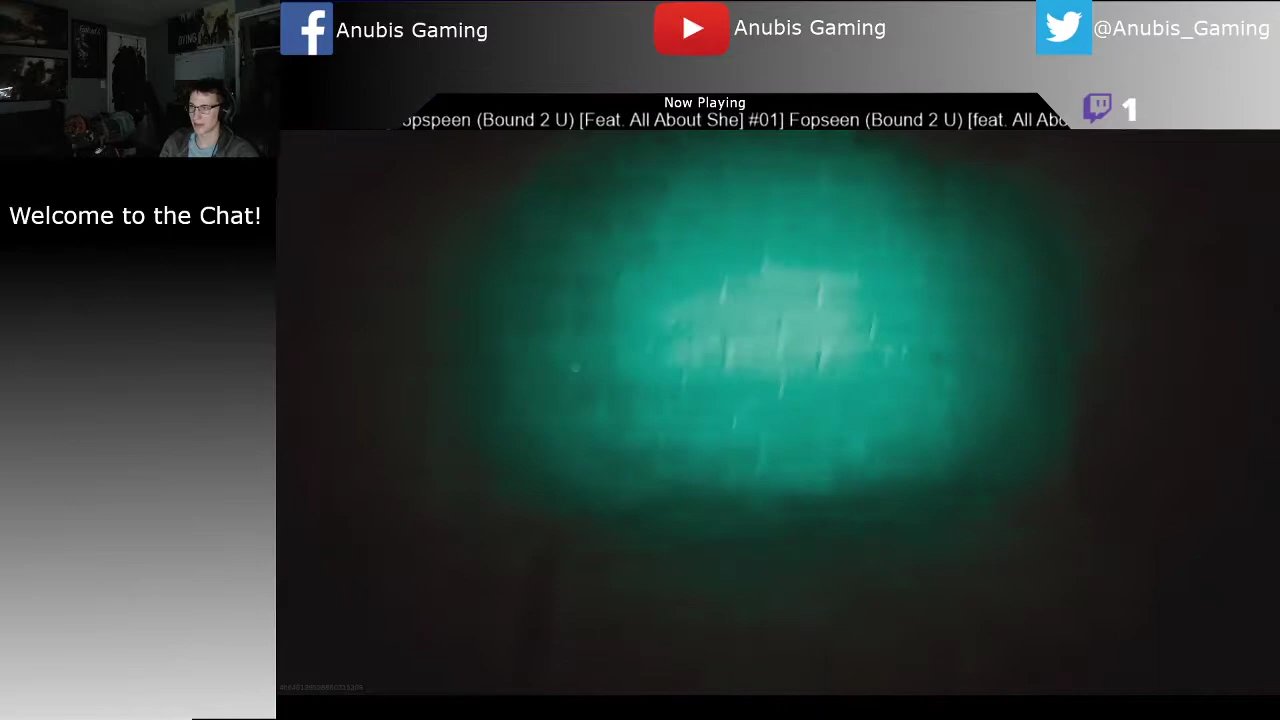 Anubis Gaming
Anubis Gaming
@Anubis_Gaming
Now Playing
opspeen (Bound 2 U) [Feat. All About She] #01] Fopseen (Bound 2 U) [feat. All Abo
1
Welcome to the Chat!